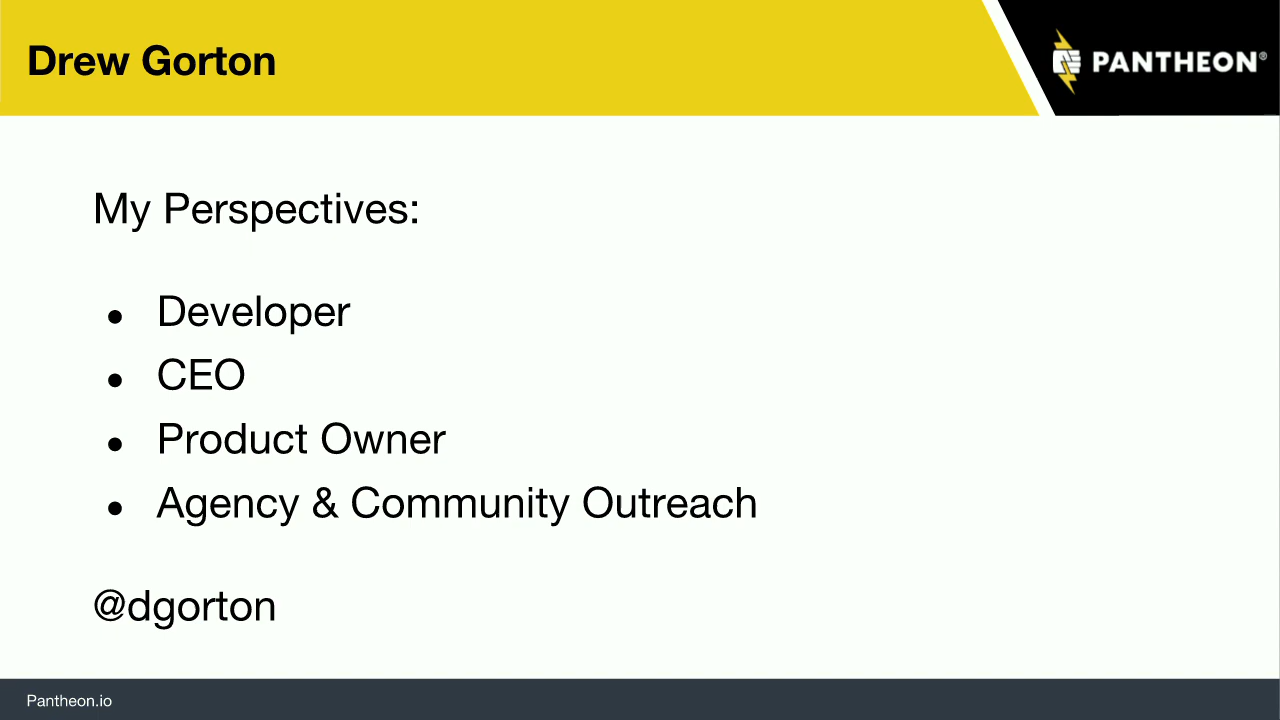 Drew Gorton
PANTHEON®
My Perspectives:
● Developer
● CEO
● Product Owner
● Agency & Community Outreach
@dgorton
Pantheon.io